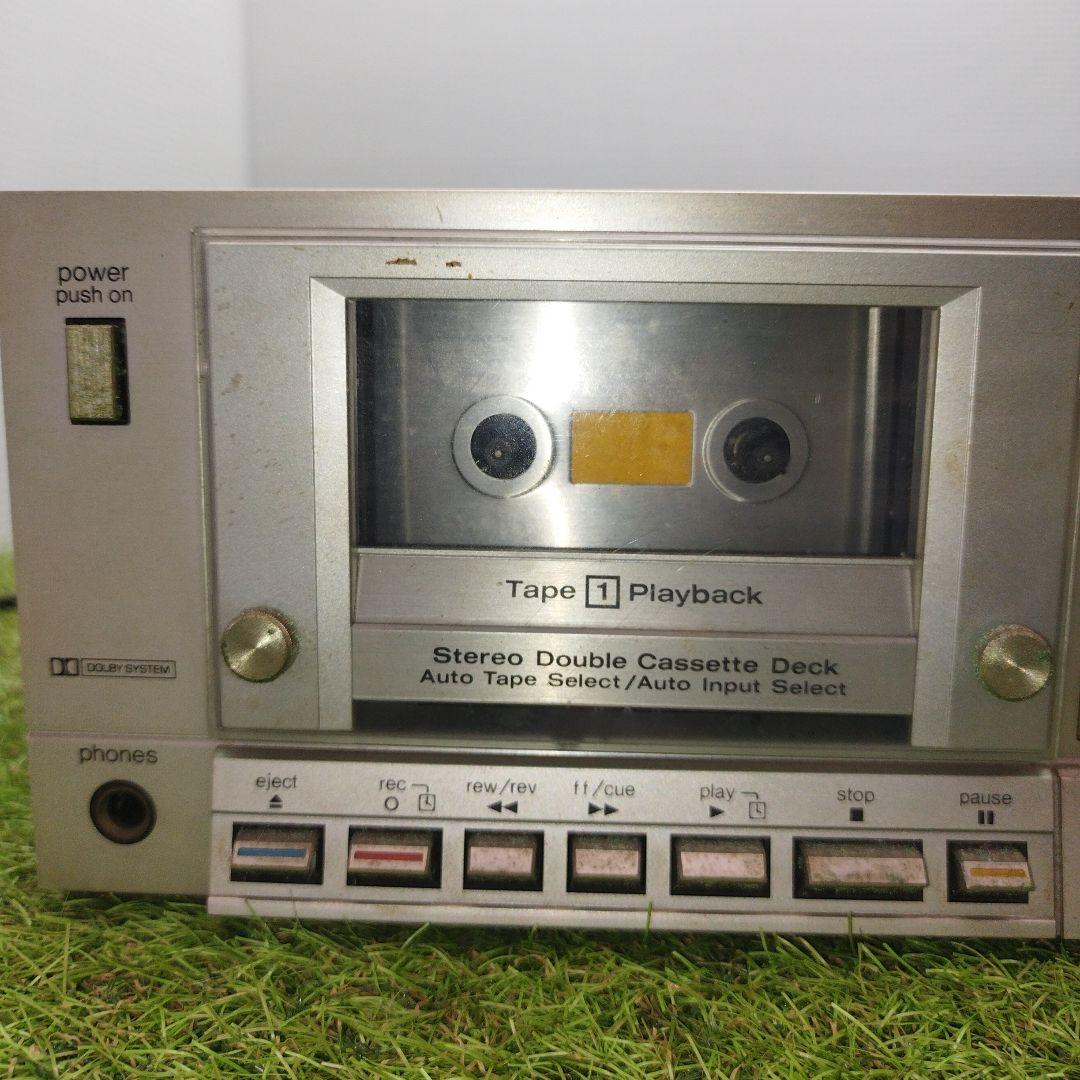 power
push on
Tape 1 Playback
Stereo Double Cassette Deck
Auto Tape Select/Auto Input Select
DOLBY SYSTEM
phones
eject
rec
rew/rev
ff/cue
play
stop
pause